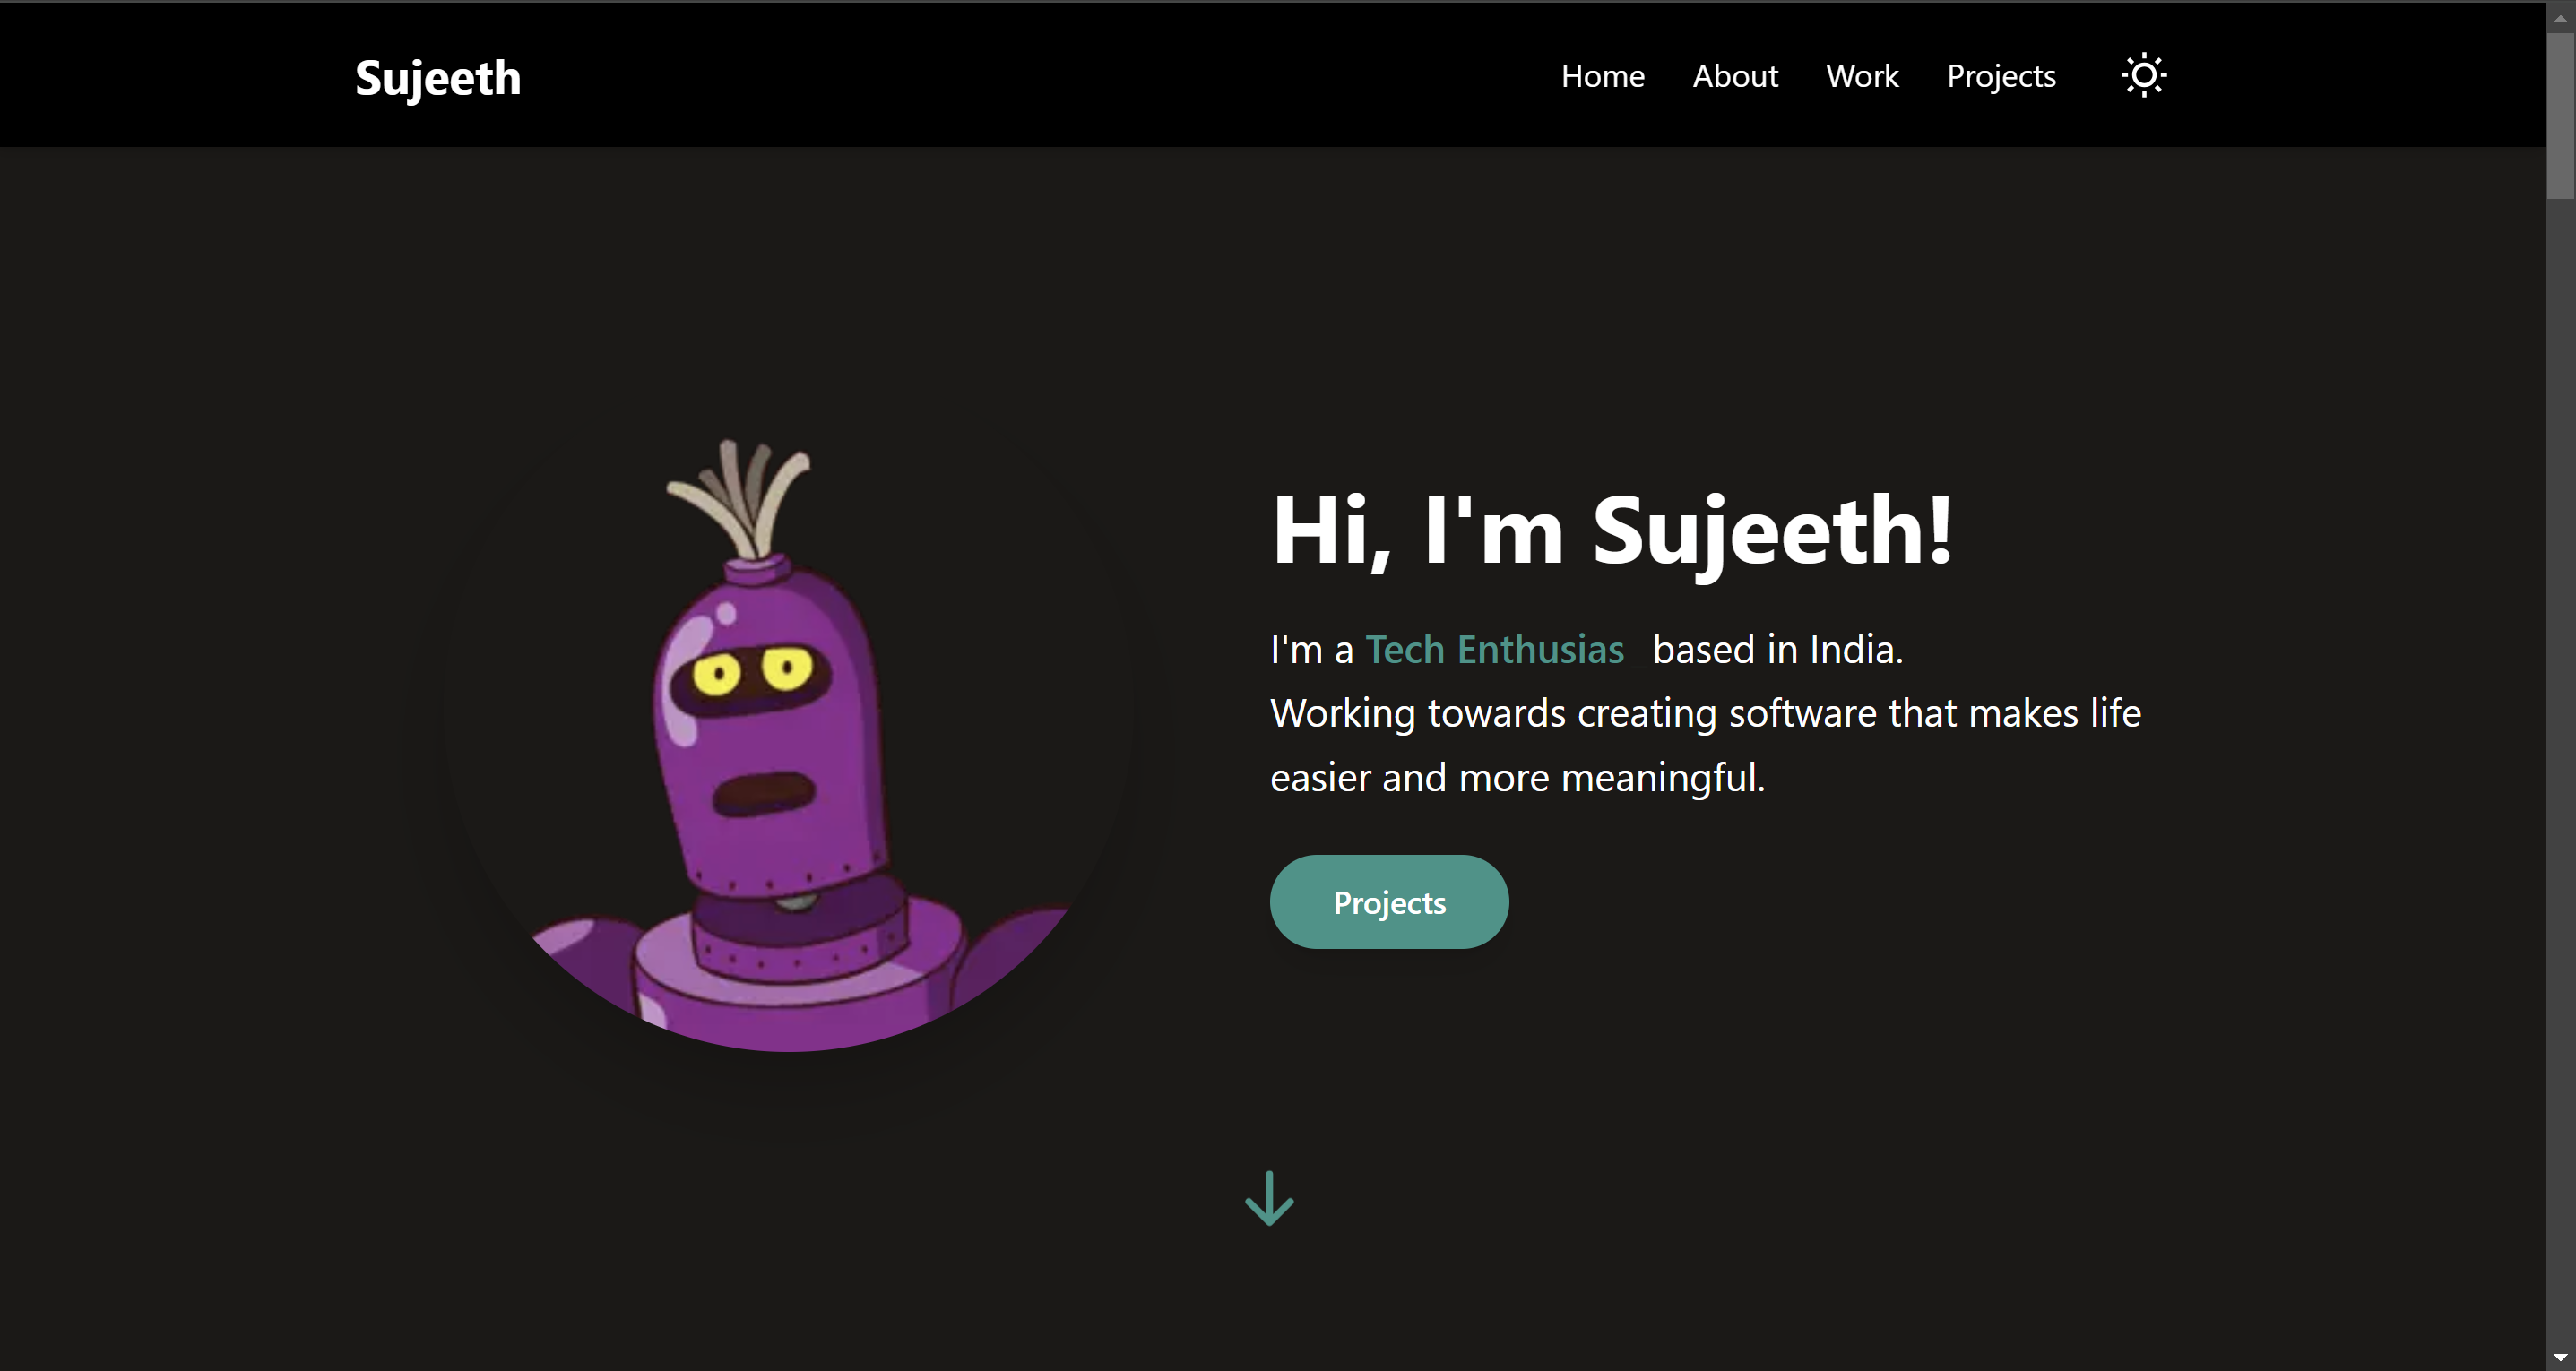 Sujeeth
Home About Work Projects
Hi, I'm Sujeeth!
I'm a Tech Enthusias based in India.
Working towards creating software that makes life
easier and more meaningful.
Projects